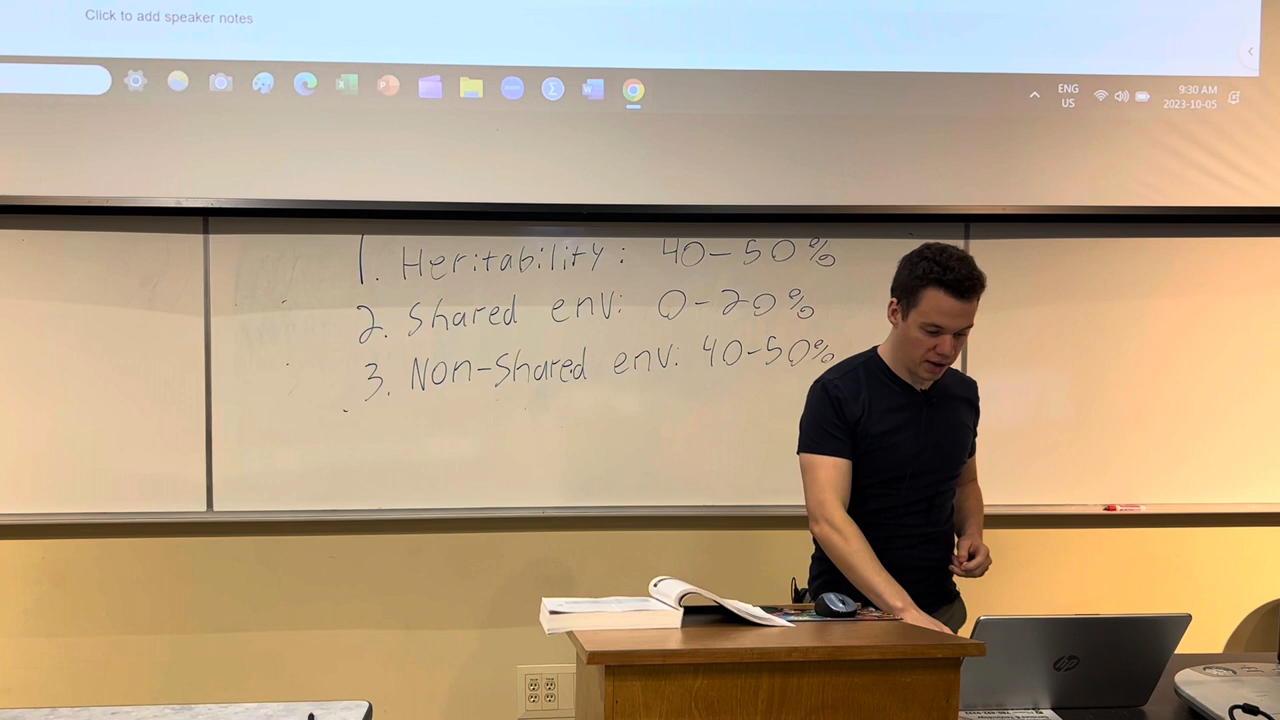 Click to add speaker notes
ENG
US
9:30 AM
2023-10-05
1. Heritability: 40-50%
2. Shared env: 0-20%
3. Non-shared env: 40-50%
hp